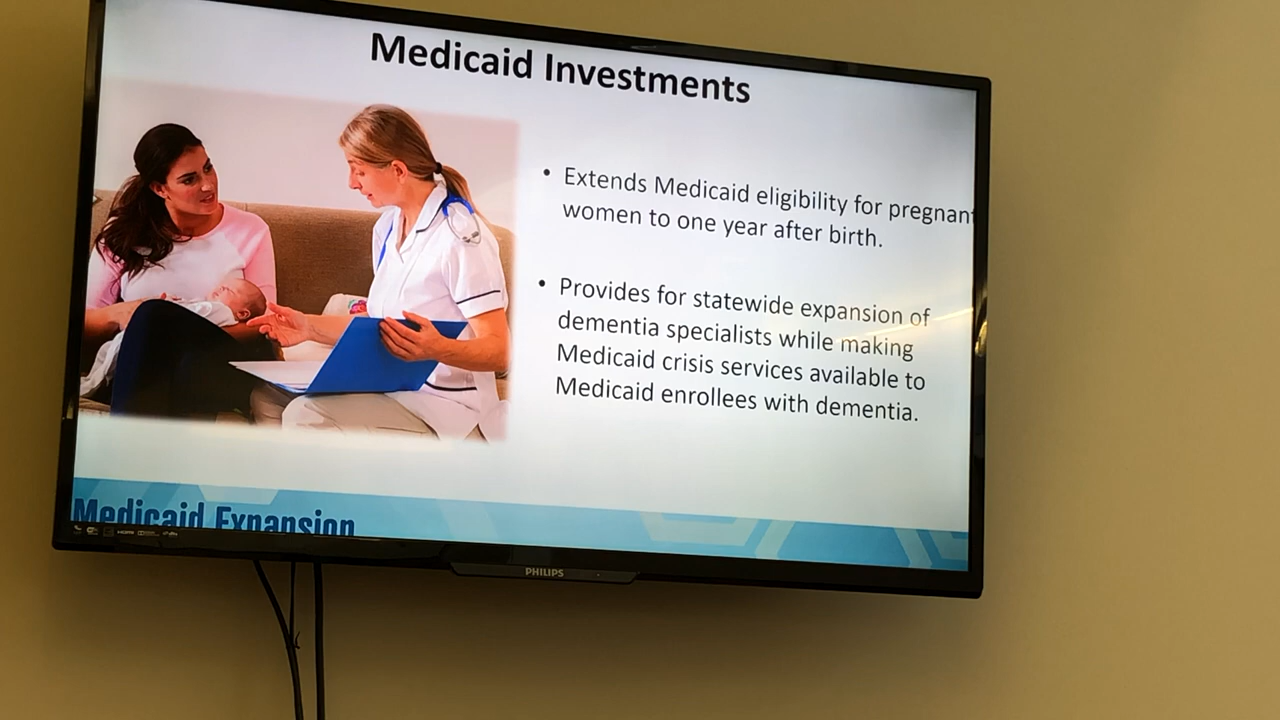 Medicaid Investments
• Extends Medicaid eligibility for pregnant
women to one year after birth.
• Provides for statewide expansion of
dementia specialists while making
Medicaid crisis services available to
Medicaid enrollees with dementia.
Medicaid Expansion
HDMI
PHILIPS